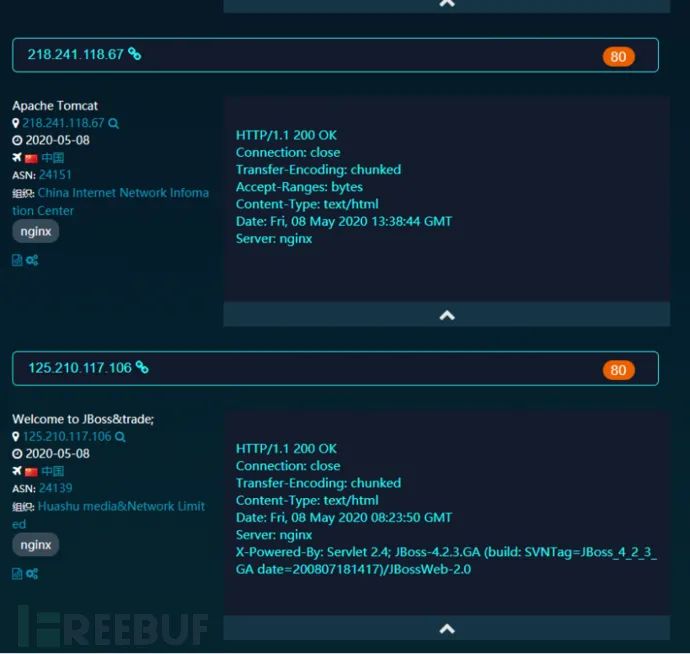 218.241.118.67
80
Apache Tomcat
218.241.118.67
2020-05-08
中国
ASN: 24151
组织: China Internet Network Infoma
tion Center
nginx
HTTP/1.1 200 OK
Connection: close
Transfer-Encoding: chunked
Accept-Ranges: bytes
Content-Type: text/html
Date: Fri, 08 May 2020 13:38:44 GMT
Server: nginx
125.210.117.106
80
Welcome to JBoss&trade;
125.210.117.106
2020-05-08
中国
ASN: 24139
组织: Huashu media&Network Limit
ed
nginx
HTTP/1.1 200 OK
Connection: close
Transfer-Encoding: chunked
Content-Type: text/html
Date: Fri, 08 May 2020 08:23:50 GMT
Server: nginx
X-Powered-By: Servlet 2.4; JBoss-4.2.3.GA (build: SVNTag=JBoss_4_2_3_
GA date=200807181417)/JBossWeb-2.0
FREEBUF